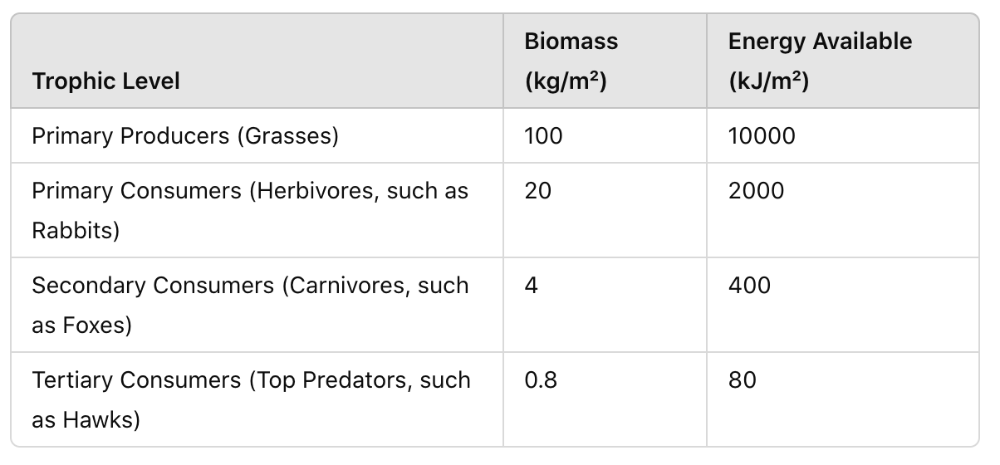 Trophic Level Biomass (kg/m²) Energy Available (kJ/m²)
Primary Producers (Grasses) 100 10000
Primary Consumers (Herbivores, such as 20 2000
Rabbits)
Secondary Consumers (Carnivores, such 4 400
as Foxes)
Tertiary Consumers (Top Predators, such 0.8 80
as Hawks)